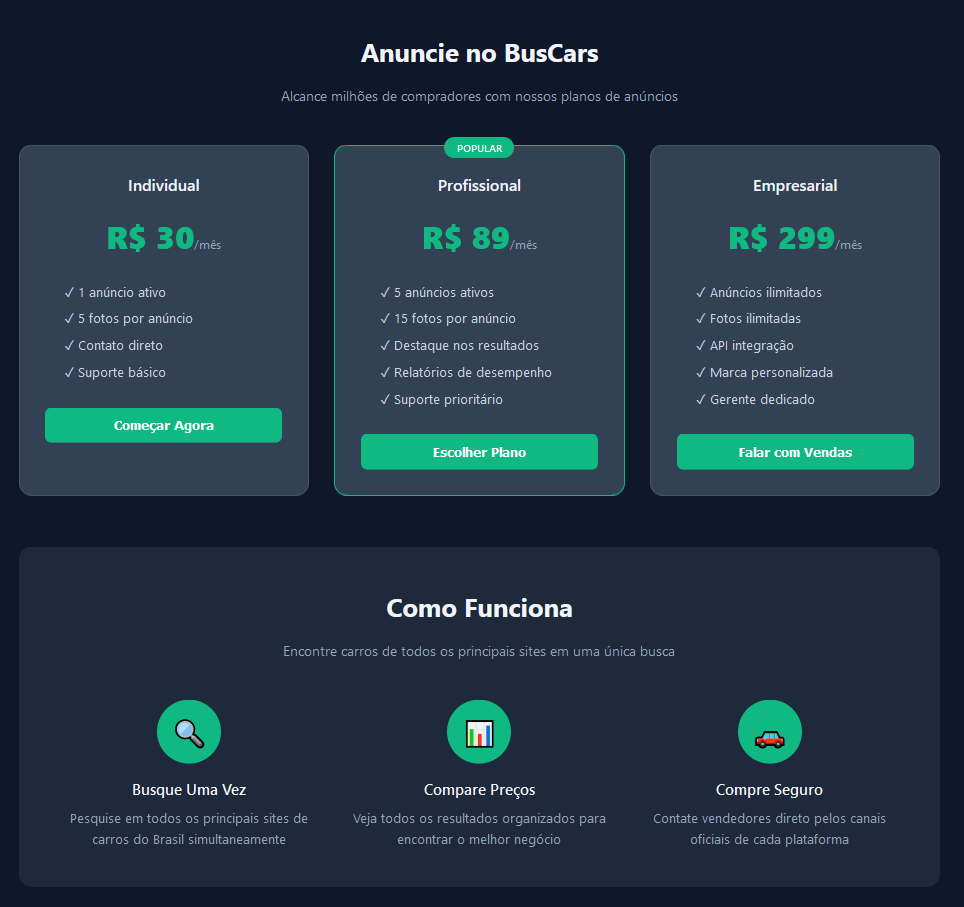 Anuncie no BusCars
Alcance milhões de compradores com nossos planos de anúncios
Individual
R$ 30/mês
✓ 1 anúncio ativo
✓ 5 fotos por anúncio
✓ Contato direto
✓ Suporte básico
Começar Agora
POPULAR
Profissional
R$ 89/mês
✓ 5 anúncios ativos
✓ 15 fotos por anúncio
✓ Destaque nos resultados
✓ Relatórios de desempenho
✓ Suporte prioritário
Escolher Plano
Empresarial
R$ 299/mês
✓ Anúncios ilimitados
✓ Fotos ilimitadas
✓ API integração
✓ Marca personalizada
✓ Gerente dedicado
Falar com Vendas
Como Funciona
Encontre carros de todos os principais sites em uma única busca
Busque Uma Vez
Pesquise em todos os principais sites de
carros do Brasil simultaneamente
Compare Preços
Veja todos os resultados organizados para
encontrar o melhor negócio
Compre Seguro
Contate vendedores direto pelos canais
oficiais de cada plataforma